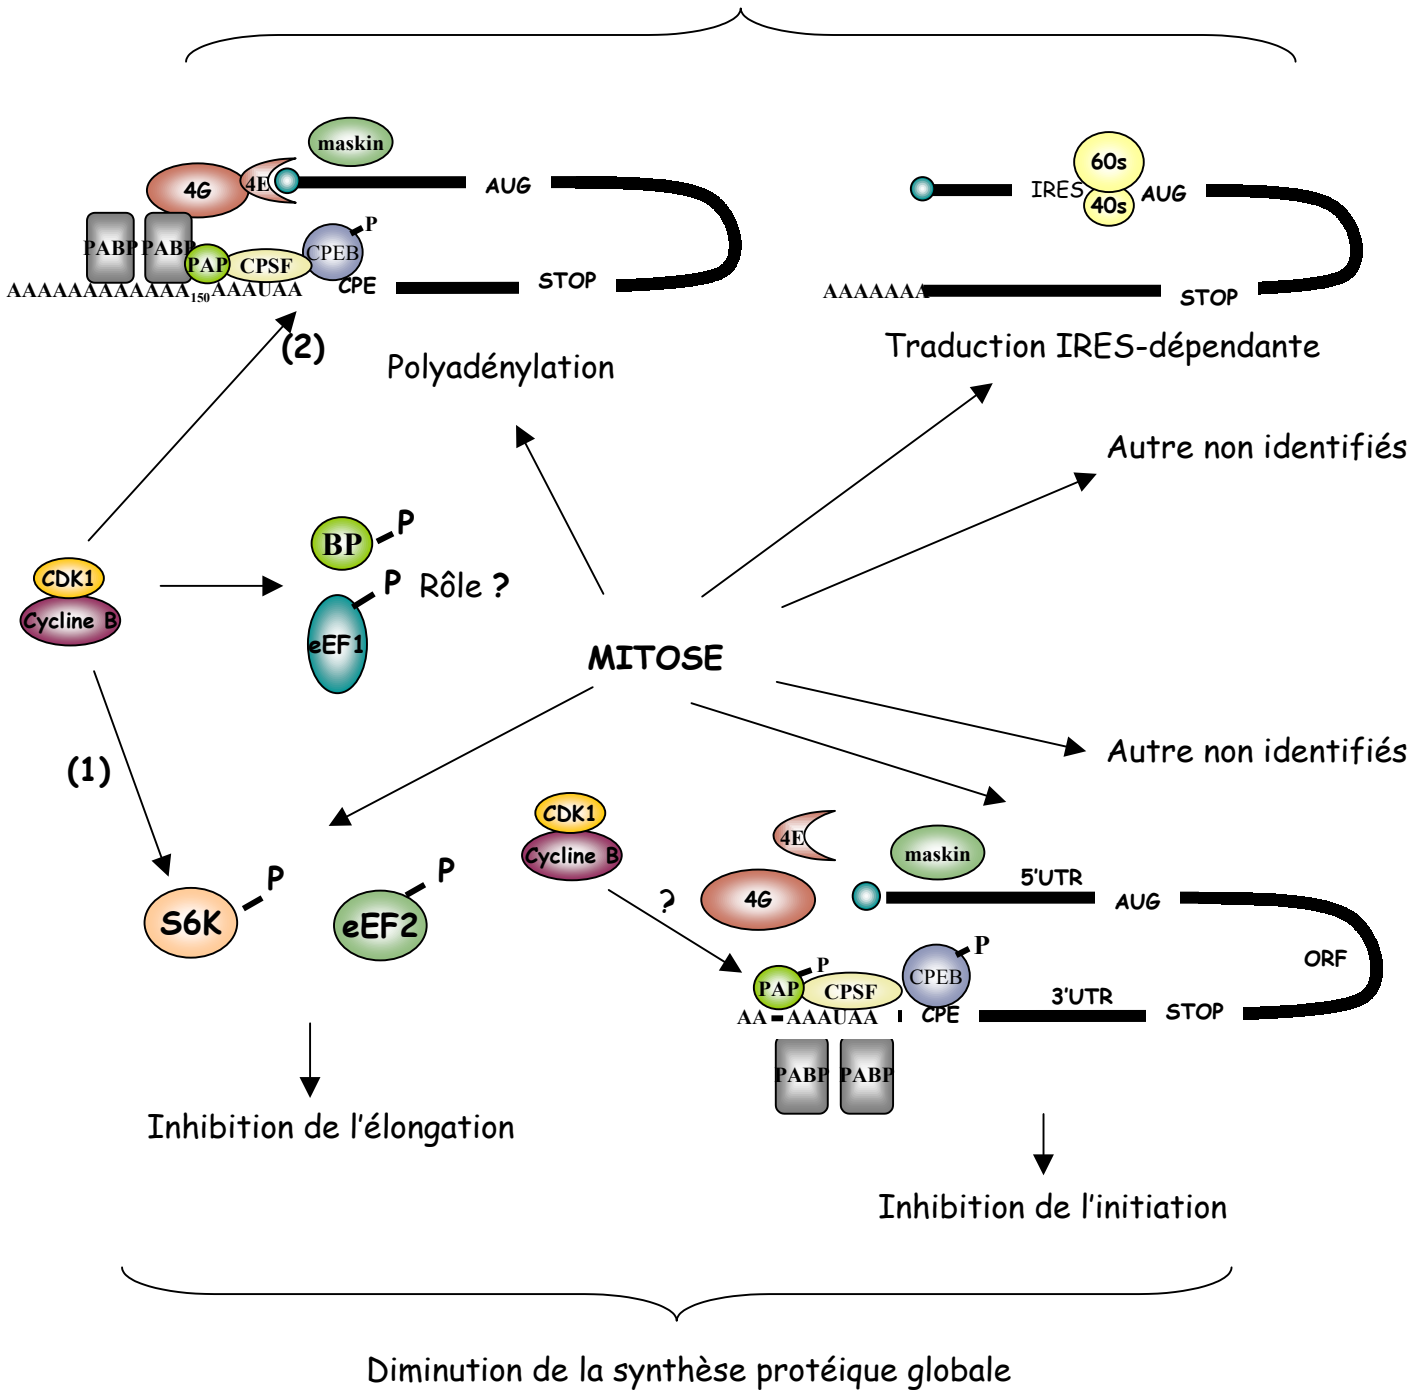 maskin
4G
4E
AUG
PABP
PABP
PAP
CPSF
CPEB
P
CPE
STOP
AAAAAAAAAAAA150AAAUAA
60s
IRES
40s
AUG
AAAAAAA
STOP
(2)
Polyadénylation
Traduction IRES-dépendante
Autre non identifiés
BP
P
CDK1
Cycline B
P
Rôle ?
eEF1
MITOSE
(1)
Autre non identifiés
S6K
P
eEF2
P
CDK1
Cycline B
?
4E
4G
maskin
5'UTR
AUG
ORF
PAP
P
CPSF
CPEB
P
AA
AAAUAA
CPE
3'UTR
STOP
PABP
PABP
Inhibition de l'élongation
Inhibition de l'initiation
Diminution de la synthèse protéique globale